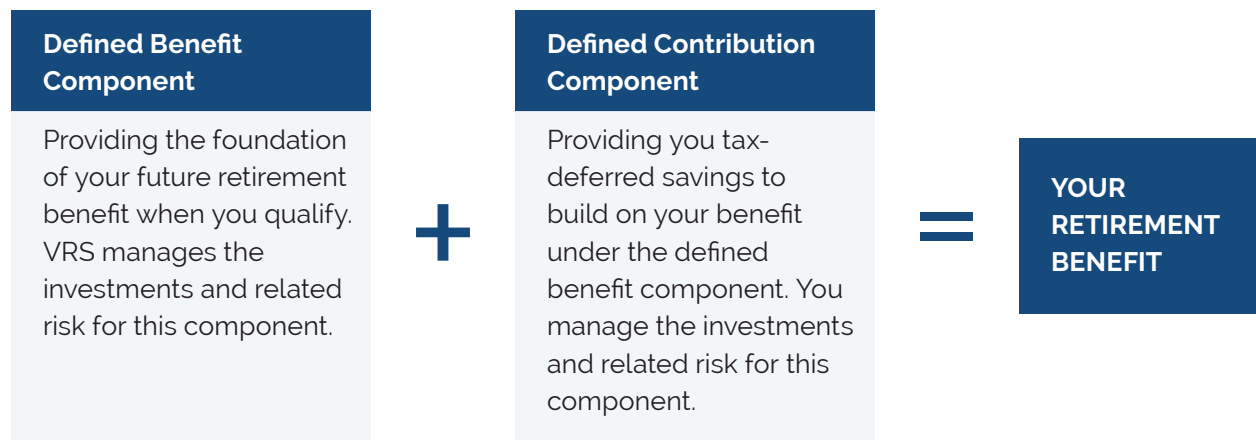 Defined Benefit
Component
Providing the foundation
of your future retirement
benefit when you qualify.
VRS manages the
investments and related
risk for this component.
+
Defined Contribution
Component
Providing you tax-
deferred savings to
build on your benefit
under the defined
benefit component. You
manage the investments
and related risk for this
component.
=
YOUR
RETIREMENT
BENEFIT